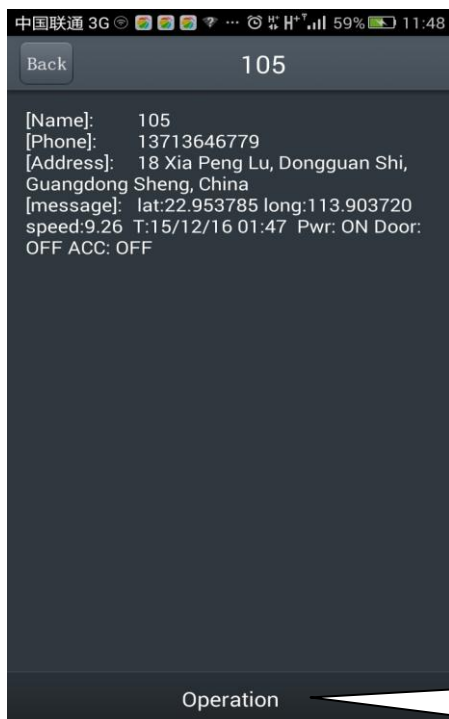 中国联通 3G ... H H+ 59% 11:48
Back 105
[Name]: 105
[Phone]: 13713646779
[Address]: 18 Xia Peng Lu, Dongguan Shi,
Guangdong Sheng, China
[message]: lat:22.953785 long:113.903720
speed:9.26 T:15/12/16 01:47 Pwr: ON Door:
OFF ACC: OFF
Operation